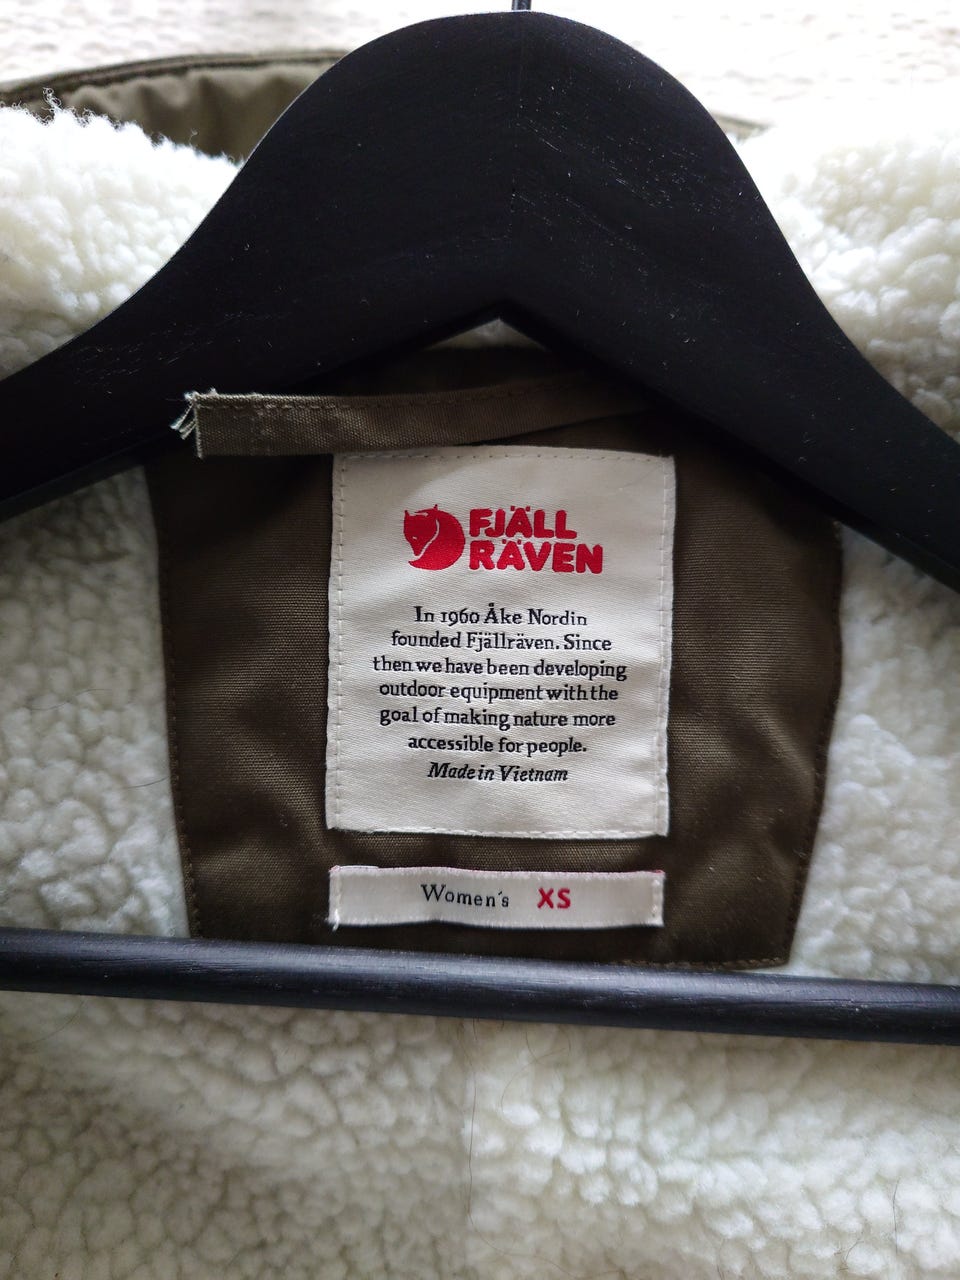 FJÄLL
RÄVEN
In 1960 Åke Nordin
founded Fjällräven. Since
then we have been developing
outdoor equipment with the
goal of making nature more
accessible for people.
Made in Vietnam
Women´s XS